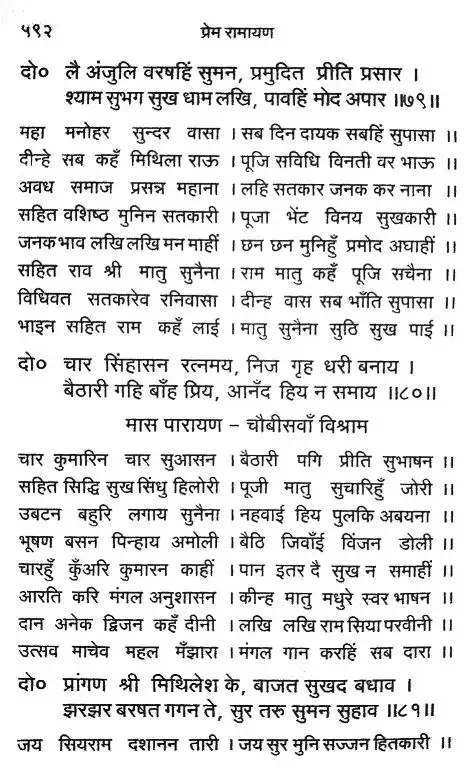 ५९२ प्रेम रामायण
दो० लै अंजुलि वरषहिं सुमन, प्रमुदित प्रीति प्रसार ।
श्याम सुभग सुख धाम लखि, पावहिं मोद अपार ॥७९॥
महा मनोहर सुन्दर वासा । सब दिन दायक सबहिं सुपासा ॥
दीन्हे सब कहँ मिथिला राऊ । पूजि सविधि विनती वर भाऊ ॥
अवध समाज प्रसन्न महाना । लहि सतकार जनक कर नाना ॥
सहित वशिष्ठ मुनिन सतकारी । पूजा भेंट विनय सुखकारी ॥
जनकभाव लखि लखि मन माहीं । छन छन मुनिहुँ प्रमोद अघाहीं ॥
सहित राव श्री मातु सुनैना । राम मातु कहँ पूजि सचैना ॥
विधिवत सतकारेव रनिवासा । दीन्ह वास सब भाँति सुपासा ॥
भाइन सहित राम कहँ लाई । मातु सुनैना सुठि सुख पाई ॥
दो० चार सिंहासन रत्नमय, निज गृह धरी बनाय ।
बैठारी गहि बाँह प्रिय, आनँद हिय न समाय ॥८०॥
मास पारायण – चौबीसवाँ विश्राम
चार कुमारिन चार सुआसन । बैठारी पगि प्रीति सुभाषन ॥
सहित सिद्धि सुख सिंधु हिलोरी । पूजी मातु सुचारिहुँ जोरी ॥
उबटन बहुरि लगाय सुनैना । नहवाई हिय पुलकि अबयना ॥
भूषण बसन पिन्हाय अमोली । बैठि जिवाँई विंजन डोली ॥
चारहुँ कुँअरि कुमारन काहीं । पान इतर दै सुख न समाहीं ॥
आरति करि मंगल अनुशासन । कीन्ह मातु मधुरे स्वर भाषन ॥
दान अनेक द्विजन कहँ दीनी । लखि लखि राम सिया परवीनी ॥
उत्सव माचेव महल मँझारा । मंगल गान करहिं सब दारा ॥
दो० प्रांगण श्री मिथिलेश के, बाजत सुखद बधाव ।
झरझर बरषत गगन ते, सुर तरु सुमन सुहाव ॥८१॥
जय सियराम दशानन तारी । जय सुर मुनि सज्जन हितकारी ॥